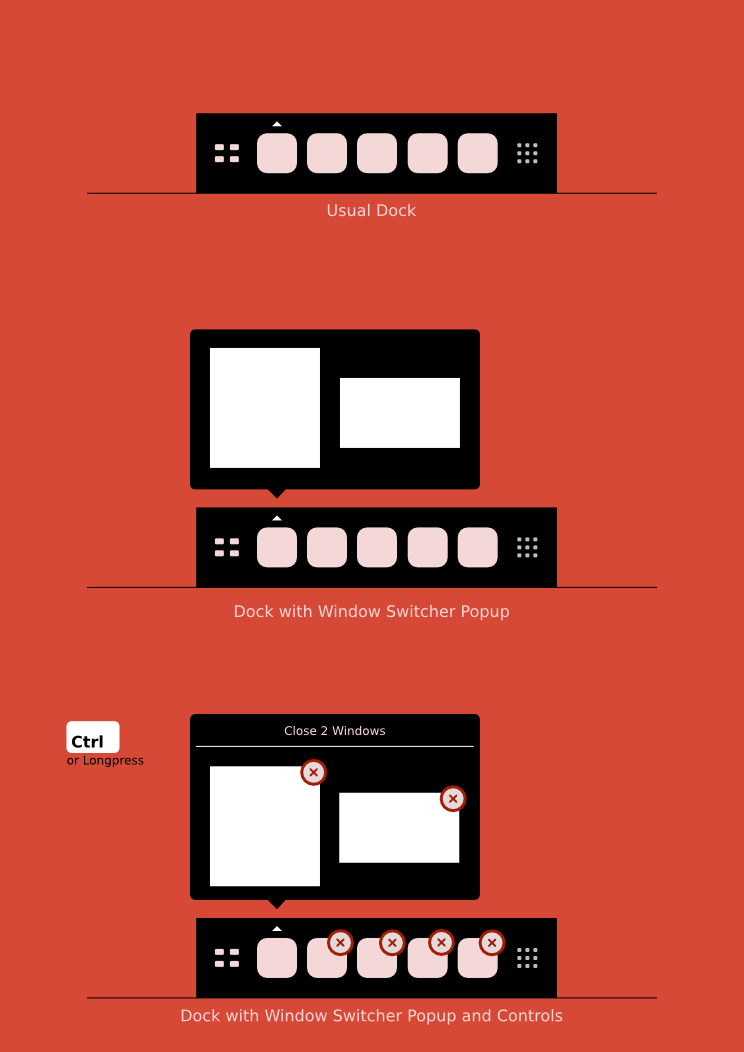 Usual Dock
Dock with Window Switcher Popup
Ctrl
or Longpress
Close 2 Windows
Dock with Window Switcher Popup and Controls